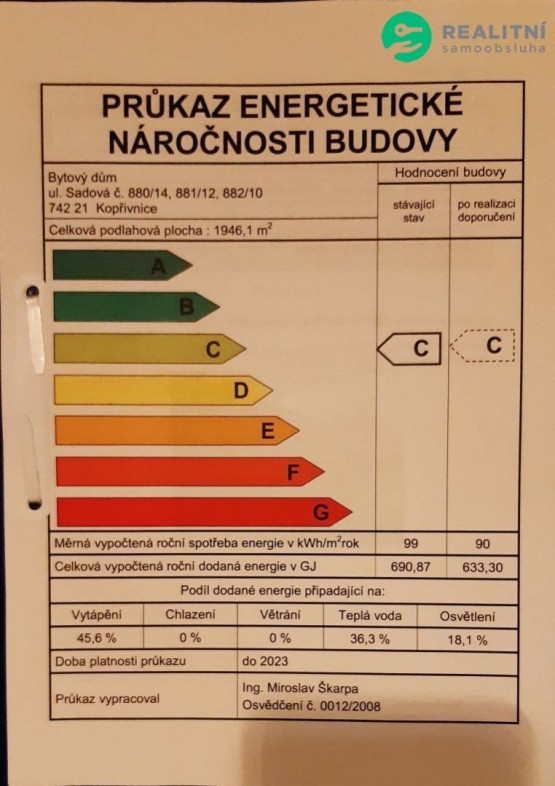 REALITNÍ
samoobsluha
PRŮKAZ ENERGETICKÉ
NÁROČNOSTI BUDOVY
Bytový dům
ul. Sadová č. 880/14, 881/12, 882/10
742 21 Kopřivnice
Celková podlahová plocha : 1946,1 m²
Hodnocení budovy
stávající
stav
po realizaci
doporučení
A
B
C
D
E
F
G
C
C
Měrná vypočtená roční spotřeba energie v kWh/m²rok 99 90
Celková vypočtená roční dodaná energie v GJ 690,87 633,30
Podíl dodané energie připadající na:
Vytápění Chlazení Větrání Teplá voda Osvětlení
45,6 % 0 % 0 % 36,3 % 18,1 %
Doba platnosti průkazu do 2023
Průkaz vypracoval
Ing. Miroslav Škarpa
Osvědčení č. 0012/2008